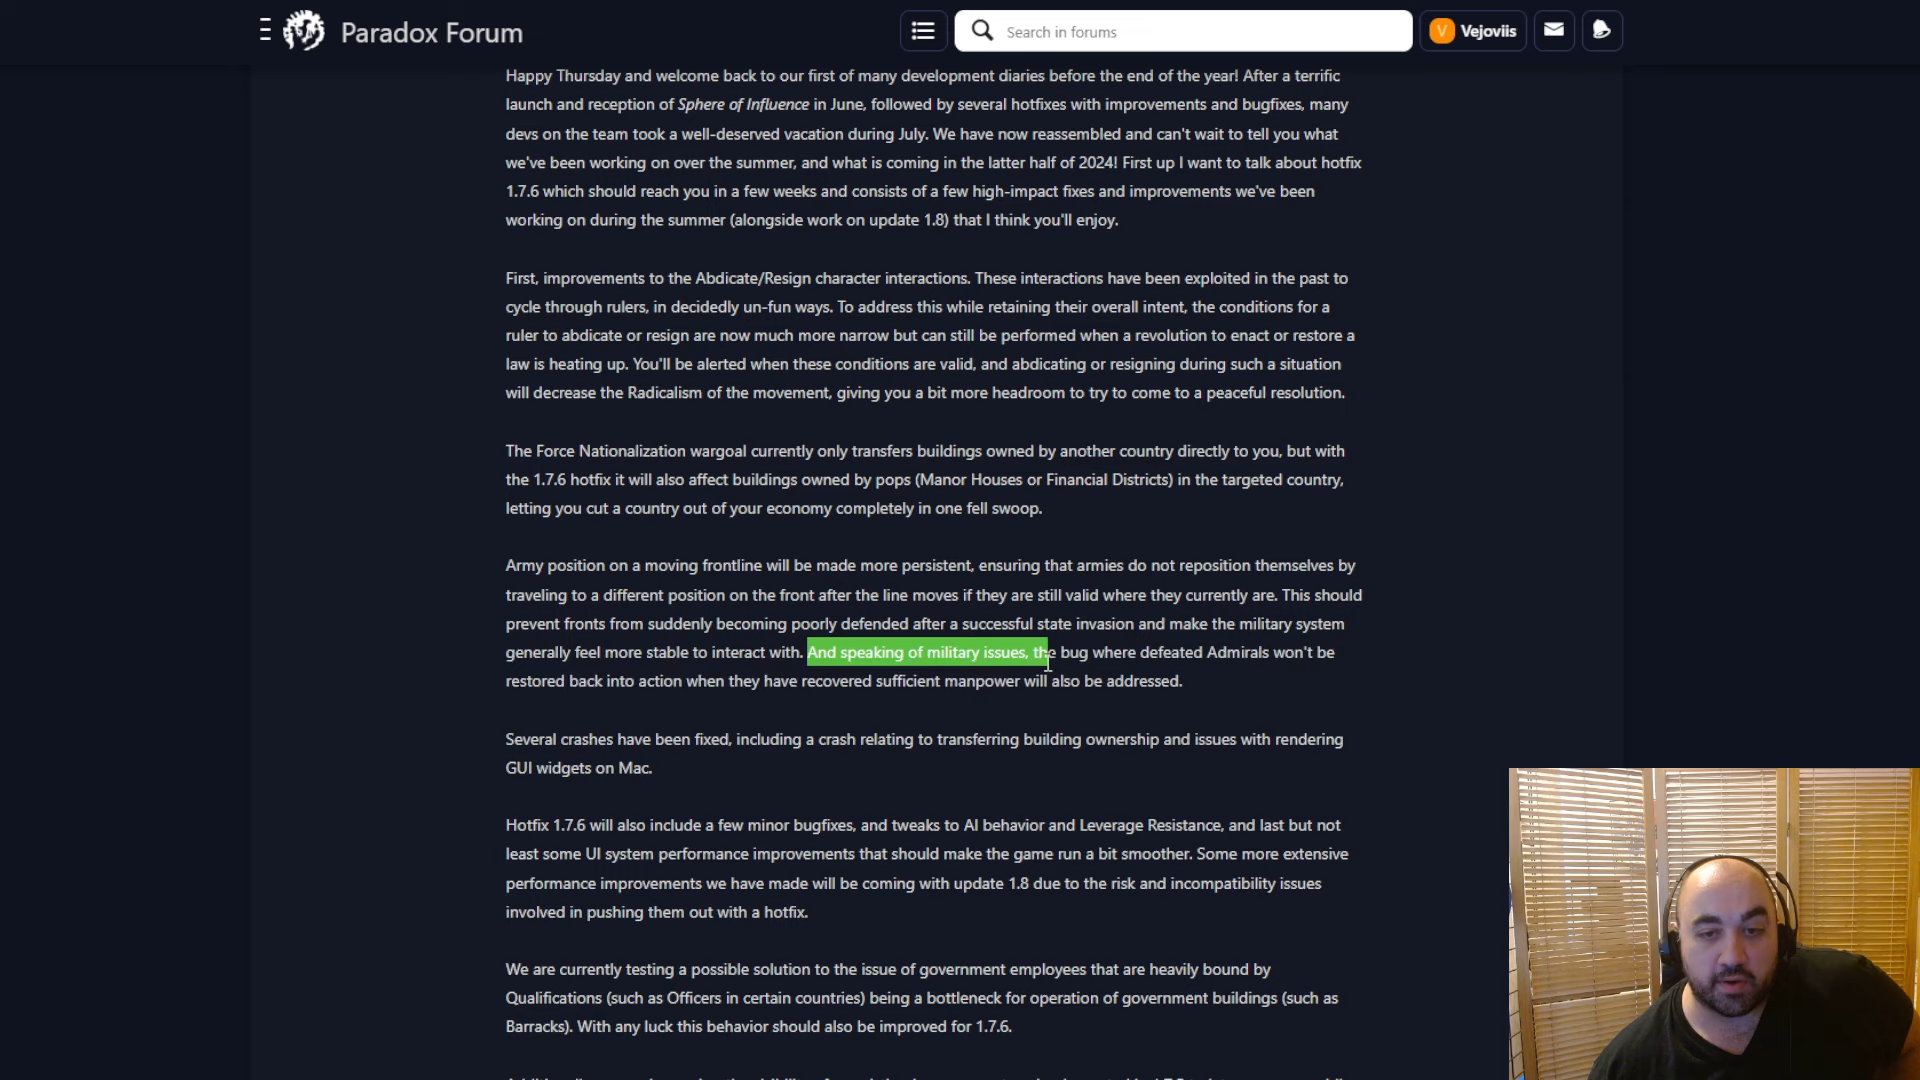 Paradox Forum
Search in forums
V Vejoviis
Happy Thursday and welcome back to our first of many development diaries before the end of the year! After a terrific
launch and reception of Sphere of Influence in June, followed by several hotfixes with improvements and bugfixes, many
devs on the team took a well-deserved vacation during July. We have now reassembled and can't wait to tell you what
we've been working on over the summer, and what is coming in the latter half of 2024! First up I want to talk about hotfix
1.7.6 which should reach you in a few weeks and consists of a few high-impact fixes and improvements we've been
working on during the summer (alongside work on update 1.8) that I think you'll enjoy.
First, improvements to the Abdicate/Resign character interactions. These interactions have been exploited in the past to
cycle through rulers, in decidedly un-fun ways. To address this while retaining their overall intent, the conditions for a
ruler to abdicate or resign are now much more narrow but can still be performed when a revolution to enact or restore a
law is heating up. You'll be alerted when these conditions are valid, and abdicating or resigning during such a situation
will decrease the Radicalism of the movement, giving you a bit more headroom to try to come to a peaceful resolution.
The Force Nationalization wargoal currently only transfers buildings owned by another country directly to you, but with
the 1.7.6 hotfix it will also affect buildings owned by pops (Manor Houses or Financial Districts) in the targeted country,
letting you cut a country out of your economy completely in one fell swoop.
Army position on a moving frontline will be made more persistent, ensuring that armies do not reposition themselves by
traveling to a different position on the front after the line moves if they are still valid where they currently are. This should
prevent fronts from suddenly becoming poorly defended after a successful state invasion and make the military system
generally feel more stable to interact with. And speaking of military issues, the bug where defeated Admirals won't be
restored back into action when they have recovered sufficient manpower will also be addressed.
Several crashes have been fixed, including a crash relating to transferring building ownership and issues with rendering
GUI widgets on Mac.
Hotfix 1.7.6 will also include a few minor bugfixes, and tweaks to AI behavior and Leverage Resistance, and last but not
least some UI system performance improvements that should make the game run a bit smoother. Some more extensive
performance improvements we have made will be coming with update 1.8 due to the risk and incompatibility issues
involved in pushing them out with a hotfix.
We are currently testing a possible solution to the issue of government employees that are heavily bound by
Qualifications (such as Officers in certain countries) being a bottleneck for operation of government buildings (such as
Barracks). With any luck this behavior should also be improved for 1.7.6.